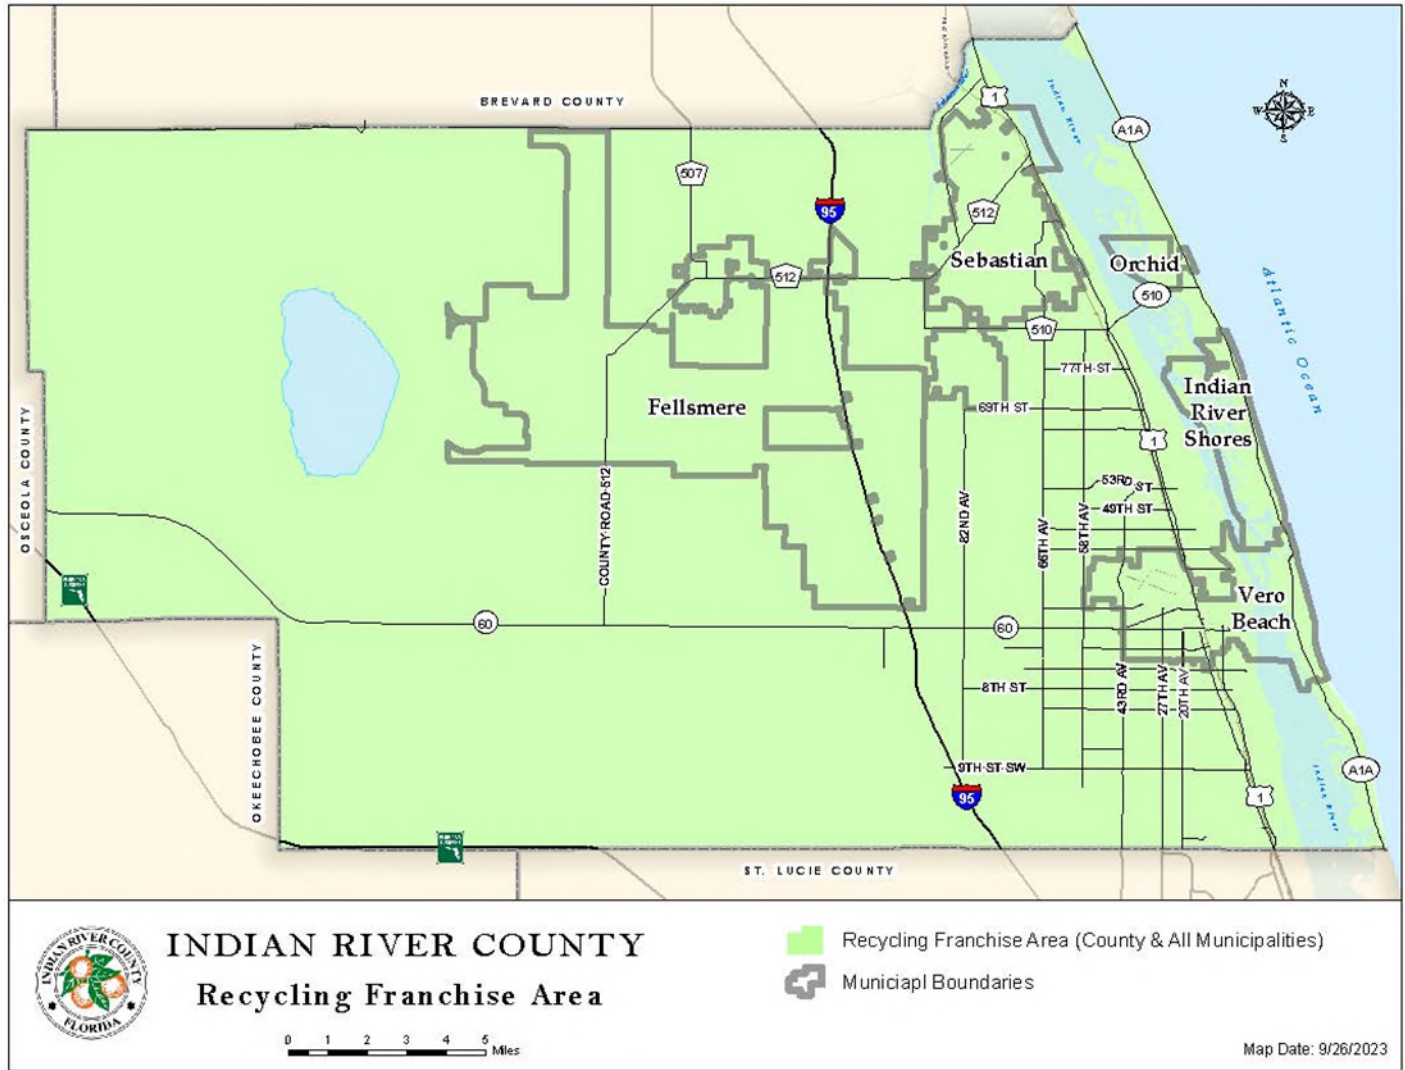 BREVARD COUNTY
1
Indian River
A1A
N
W E
S
507
95
512
512
Sebastian
Orchid
512
510
510
Atlantic Ocean
77TH ST
Indian
River
Shores
Fellsmere
69TH ST
1
OSCEOLA COUNTY
COUNTY ROAD 512
82ND AV
66TH AV
58TH AV
53RD ST
49TH ST
Vero
Beach
60
60
OKEECHOBEE COUNTY
43RD AV
27TH AV
20TH AV
8TH ST
9TH ST SW
95
A1A
1
Indian River
ST. LUCIE COUNTY
INDIAN RIVER COUNTY
FLORIDA
INDIAN RIVER COUNTY
Recycling Franchise Area
0 1 2 3 4 5
Miles
Recycling Franchise Area (County & All Municipalities)
Municiapl Boundaries
Map Date: 9/26/2023